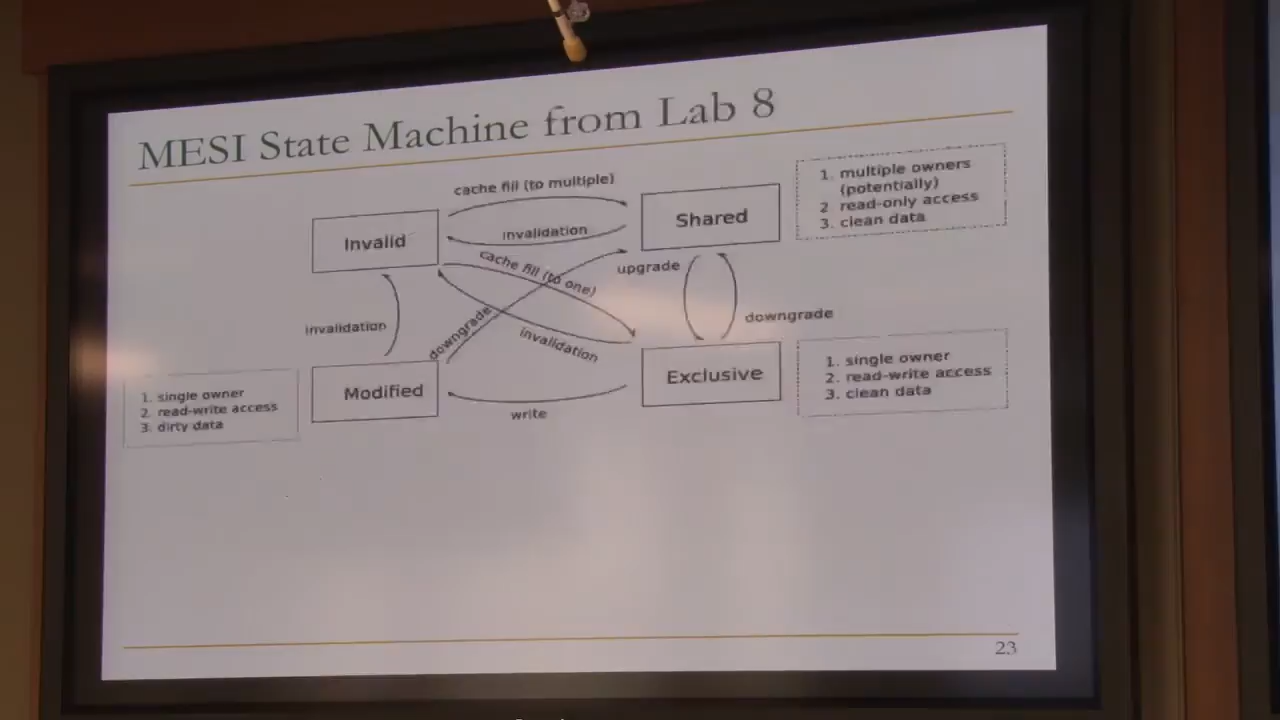 MESI State Machine from Lab 8
cache fill (to multiple)
Invalid
invalidation
Shared
1. multiple owners
(potentially)
2 read-only access
3. clean data
cache fill (to one)
upgrade
invalidation
downgrade
invalidation
downgrade
Modified
write
Exclusive
1. single owner
2. read-write access
3. clean data
1. single owner
2. read-write access
3. dirty data
23